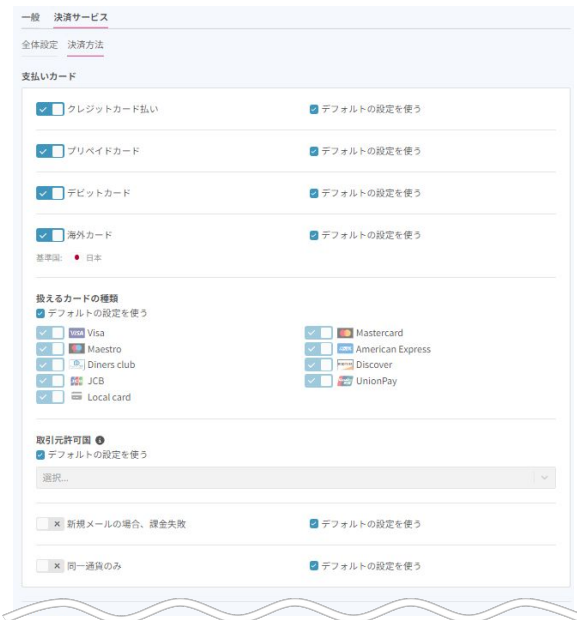 一般 決済サービス
全体設定 決済方法
支払いカード
クレジットカード払い デフォルトの設定を使う
プリペイドカード デフォルトの設定を使う
デビットカード デフォルトの設定を使う
海外カード デフォルトの設定を使う
基準国: 日本
扱えるカードの種類
デフォルトの設定を使う
VISA Visa Mastercard
Maestro American Express
Diners club Discover
JCB UnionPay
Local card
取引元許可国
デフォルトの設定を使う
選択...
新規メールの場合、課金失敗 デフォルトの設定を使う
同一通貨のみ デフォルトの設定を使う